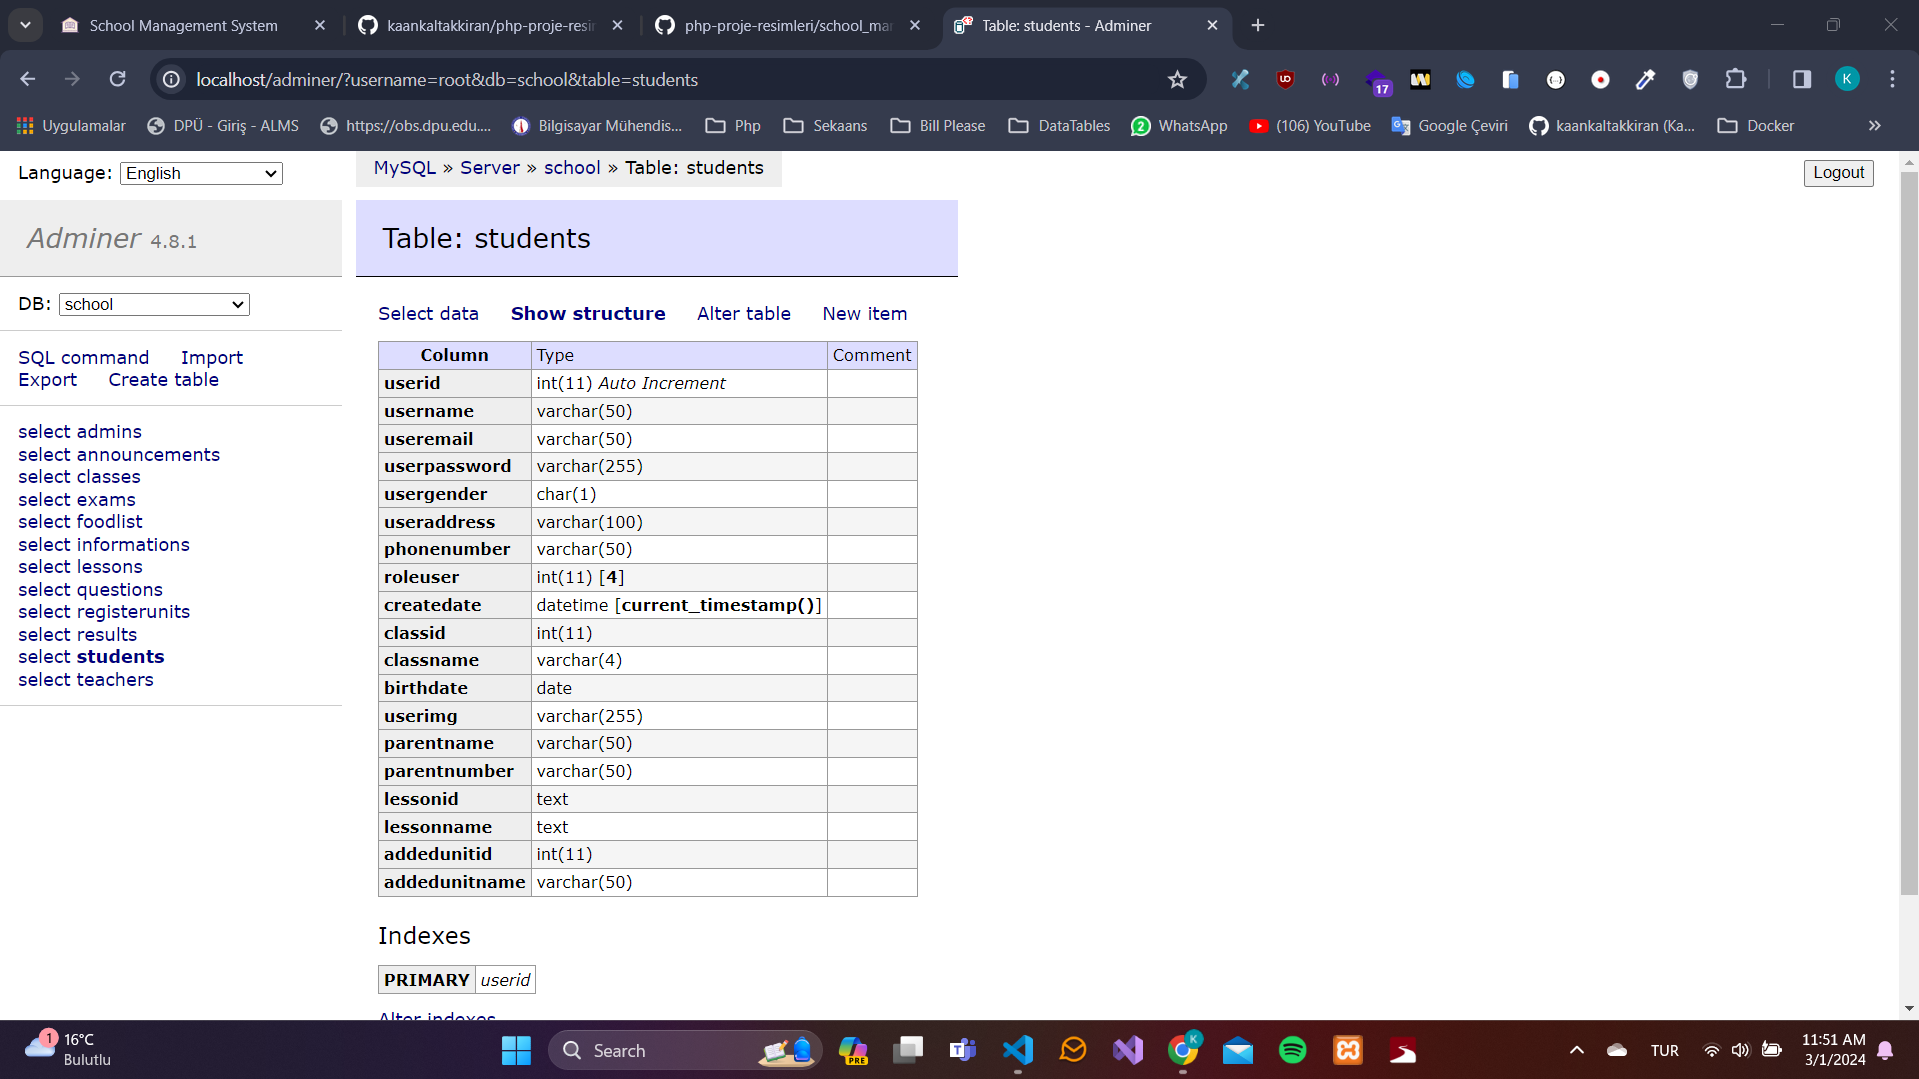 School Management System
kaankaltakkiran/php-proje-resin
php-proje-resimleri/school_mar
Table: students - Adminer
localhost/adminer/?username=root&db=school&table=students
17
K
Uygulamalar
DPÜ - Giriş - ALMS
https://obs.dpu.edu....
Bilgisayar Mühendis...
Php
Sekaans
Bill Please
DataTables
2
WhatsApp
(106) YouTube
Google Çeviri
kaankaltakkiran (Ka...
Docker
Language: English
MySQL » Server » school » Table: students
Logout
Adminer 4.8.1
DB: school
SQL command Import
Export Create table
select admins
select announcements
select classes
select exams
select foodlist
select informations
select lessons
select questions
select registerunits
select results
select students
select teachers
Table: students
Select data Show structure Alter table New item
Column Type Comment
userid int(11) Auto Increment
username varchar(50)
useremail varchar(50)
userpassword varchar(255)
usergender char(1)
useraddress varchar(100)
phonenumber varchar(50)
roleuser int(11) [4]
createdate datetime [current_timestamp()]
classid int(11)
classname varchar(4)
birthdate date
userimg varchar(255)
parentname varchar(50)
parentnumber varchar(50)
lessonid text
lessonname text
addedunitid int(11)
addedunitname varchar(50)
Indexes
PRIMARY userid
Alter indexes
1
16°C
Bulutlu
Search
PRE
K
TUR
11:51 AM
3/1/2024